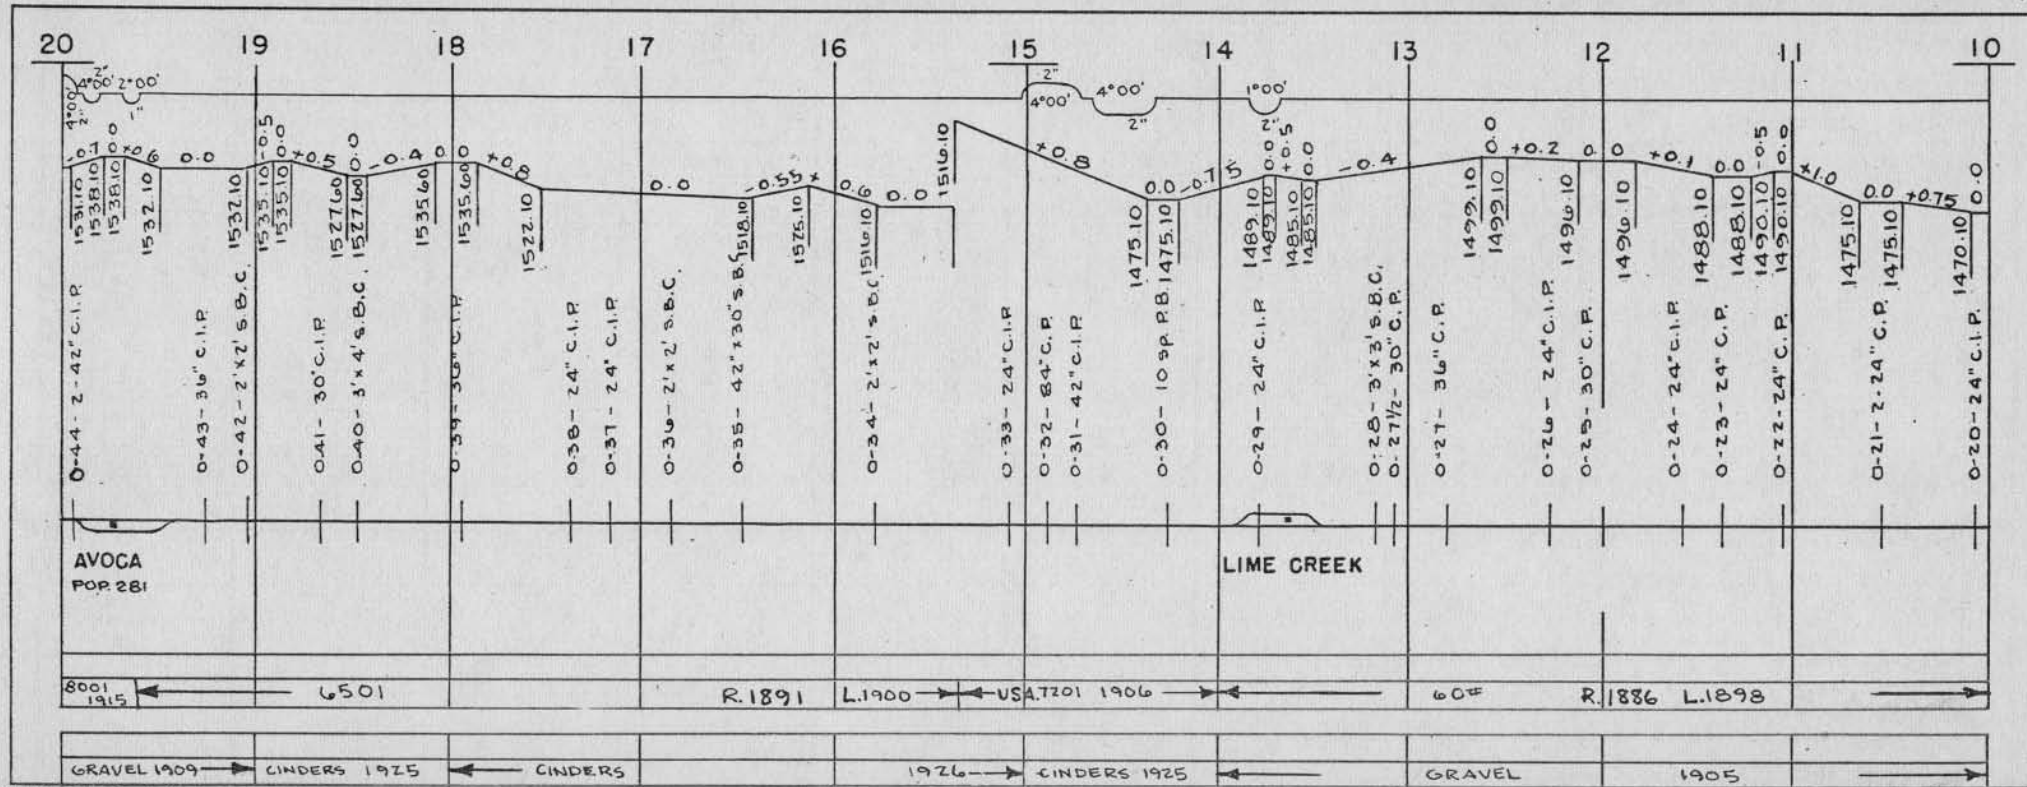 20 19 18 17 16 15 14 13 12 11 10
4°00' 2" 4°00' 2" 2°00' 1" 2" 4°00' 4°00' 2" 1°00' 2"
-0.7 0.0 +0.6 0.0 -0.5 0.0 +0.5 0.0 -0.4 0.0 +0.8 0.0 -0.55 x 0.6 0.0 +0.8 0.0 -0.75 0.0 +0.5 0.0 -0.4 0.0 +0.2 0.0 +0.1 0.0 -0.5 0.0 +1.0 0.0 +0.75 0.0
1531.10 1538.10 1538.10 1532.10 1532.10 1535.10 1535.10 1527.60 1527.60 1535.60 1535.60 1522.10 1518.10 1525.10 1516.10 1516.10 1475.10 1475.10 1489.10 1489.10 1485.10 1485.10 1499.10 1499.10 1496.10 1496.10 1488.10 1488.10 1490.10 1490.10 1475.10 1475.10 1470.10
0-44-2-42" C.I.P.
0-43-36" C.I.P.
0-42-2'x2' S.B.C.
0-41-30" C.I.P.
0-40-3'x4' S.B.C.
0-39-36" C.I.P.
0-38-24" C.I.P.
0-37-24" C.I.P.
0-36-2'x2' S.B.C.
0-35-42"x30" S.B.C.
0-34-2'x2' S.B.C.
0-33-24" C.I.P.
0-32-84" C.P.
0-31-42" C.I.P.
0-30-10 SP. P.B.
0-29-24" C.I.P.
0-28-3'x3' S.B.C.
0-27½-30" C.P.
0-27-36" C.P.
0-26-24" C.I.P.
0-25-30" C.P.
0-24-24" C.I.P.
0-23-24" C.P.
0-22-24" C.P.
0-21-2-24" C.P.
0-20-24" C.I.P.
AVOCA
POP. 281
LIME CREEK
8001
1915
6501 R.1891 L.1900 USA.7201 1906 60# R.1886 L.1898
GRAVEL 1909 CINDERS 1925 CINDERS 1926 CINDERS 1925 GRAVEL 1905